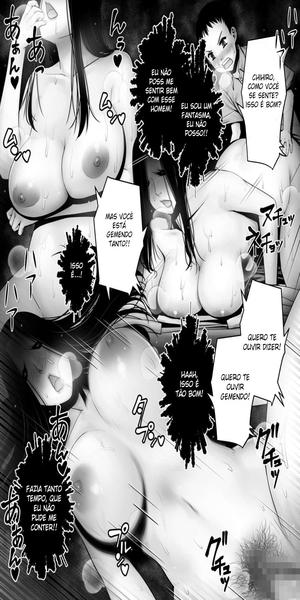 CHIHIRO,
COMO VOCÊ
SE SENTE?
ISSO É BOM?
EU NÃO
POSS ME
SENTIR BEM
COM ESSE
HOMEM!
EU SOU UM
FANTASMA,
EU NÃO
POSSO!!
MAS VOCÊ
ESTÁ
GEMENDO
TANTO!!
ISSO
É...!
QUERO TE
OUVIR DIZER!
QUERO TE
OUVIR
GEMENDO!
HAAH,
ISSO É
TÃO BOM!
FAZIA TANTO
TEMPO, QUE
EU NÃO
PUDE ME
CONTER!!